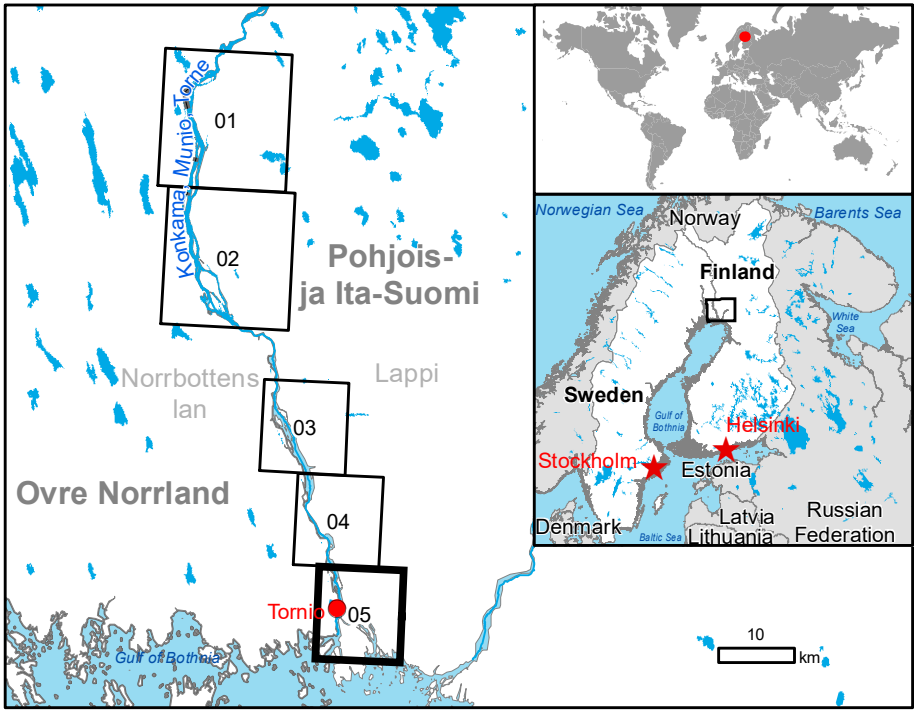 Konkama, Munio, Torne
01
02
Pohjois-
ja Ita-Suomi
Norrbottens
lan
Lappi
03
Ovre Norrland
04
Tornio
05
Gulf of Bothnia
10
km
Norwegian Sea
Norway
Barents Sea
Finland
White
Sea
Sweden
Gulf of
Bothnia
Helsinki
Stockholm
Estonia
Denmark
Latvia
Lithuania
Baltic Sea
Russian
Federation